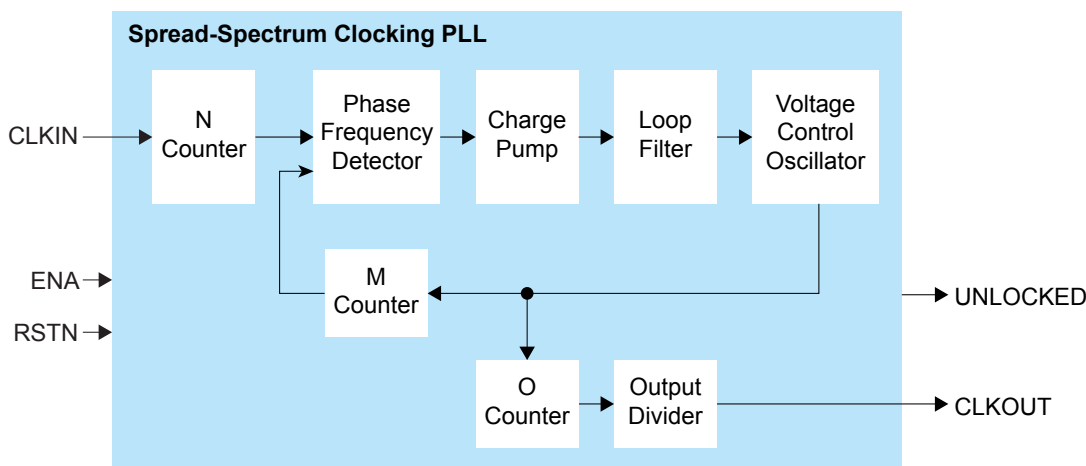 Spread-Spectrum Clocking PLL
CLKIN
N
Counter
Phase
Frequency
Detector
Charge
Pump
Loop
Filter
Voltage
Control
Oscillator
ENA
RSTN
M
Counter
UNLOCKED
O
Counter
Output
Divider
CLKOUT